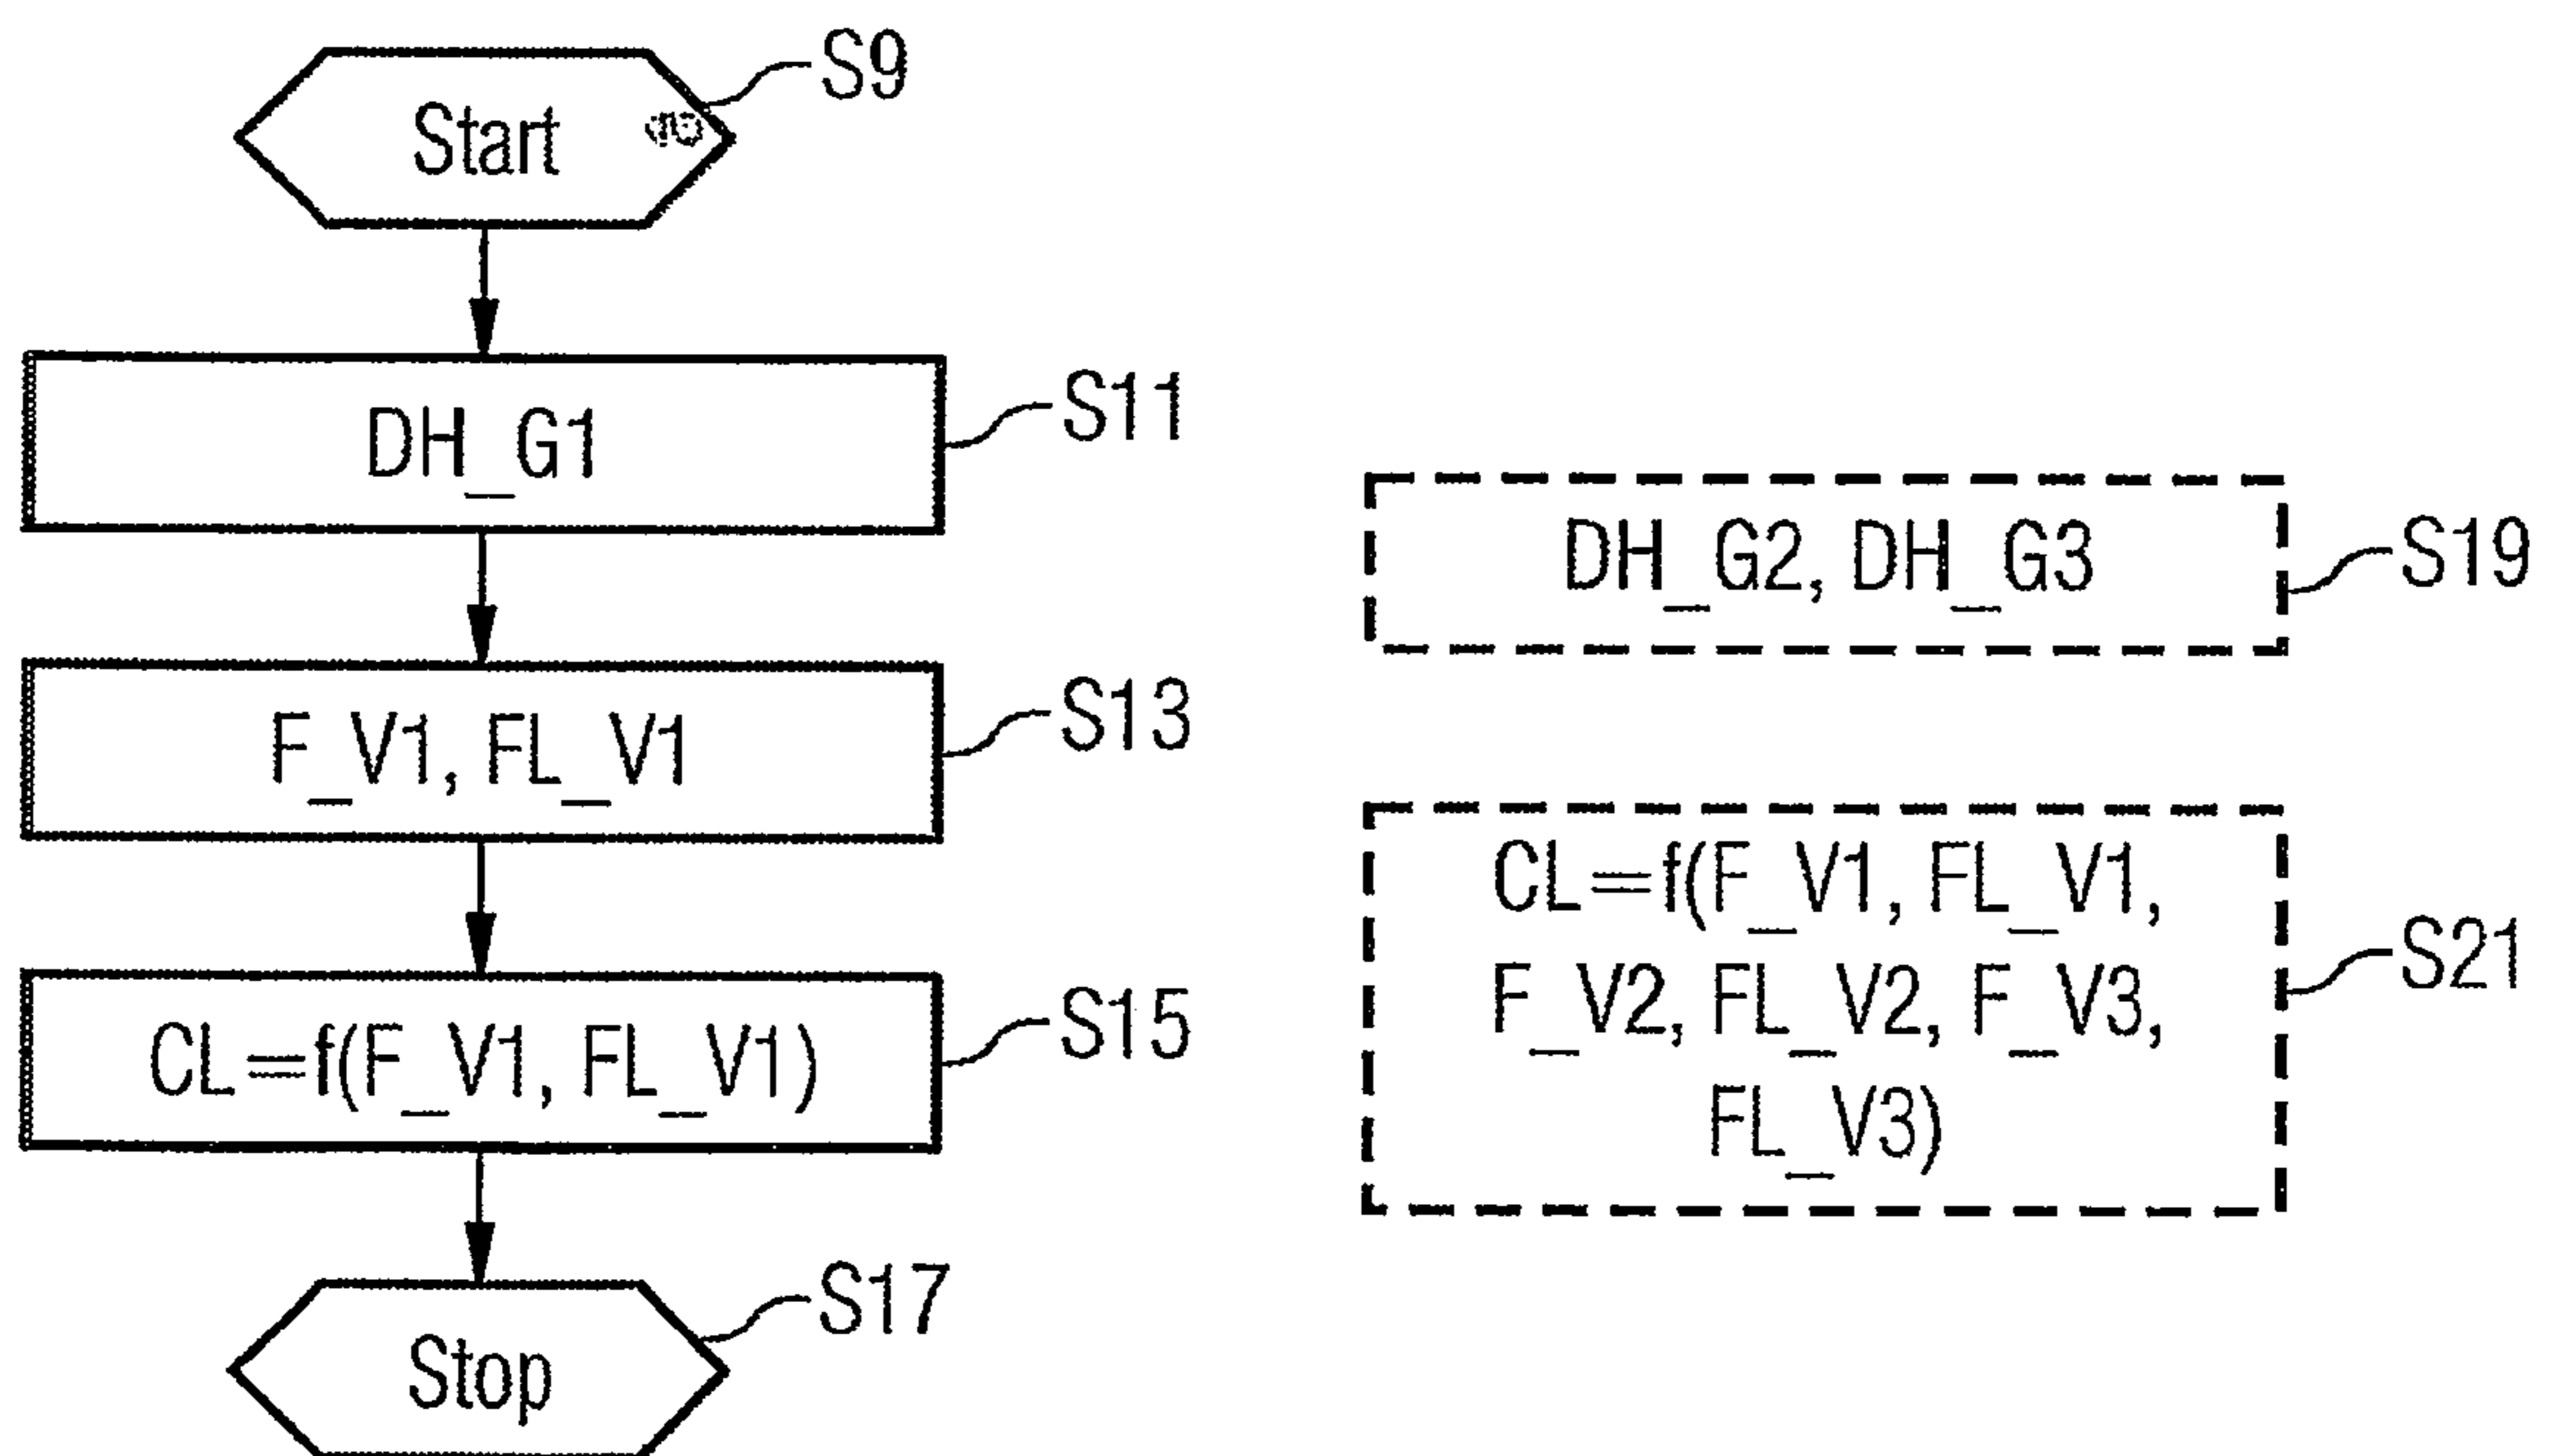 Start
S9
DH_G1
S11
F_V1, FL_V1
S13
CL=f(F_V1, FL_V1)
S15
Stop
S17
DH_G2, DH_G3
S19
CL=f(F_V1, FL_V1,
F_V2, FL_V2, F_V3,
FL_V3)
S21